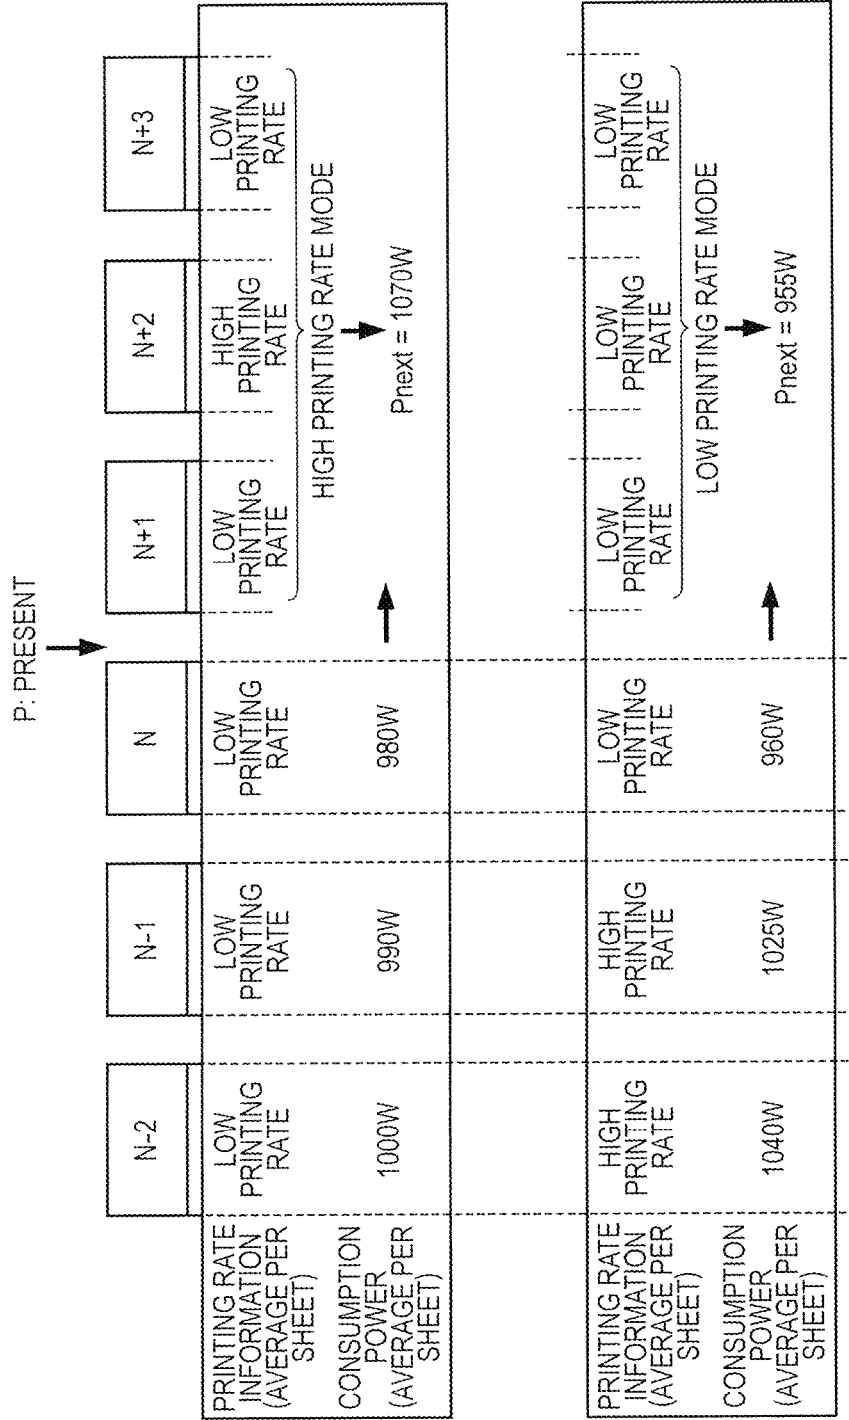 P: PRESENT
N-2
N-1
N
N+1
N+2
N+3
PRINTING RATE
INFORMATION
(AVERAGE PER
SHEET)
LOW
PRINTING
RATE
LOW
PRINTING
RATE
LOW
PRINTING
RATE
LOW
PRINTING
RATE
HIGH
PRINTING
RATE
LOW
PRINTING
RATE
HIGH PRINTING RATE MODE
CONSUMPTION
POWER
(AVERAGE PER
SHEET)
1000W
990W
980W
Pnext = 1070W
PRINTING RATE
INFORMATION
(AVERAGE PER
SHEET)
HIGH
PRINTING
RATE
HIGH
PRINTING
RATE
LOW
PRINTING
RATE
LOW
PRINTING
RATE
LOW
PRINTING
RATE
LOW
PRINTING
RATE
LOW PRINTING RATE MODE
CONSUMPTION
POWER
(AVERAGE PER
SHEET)
1040W
1025W
960W
Pnext = 955W